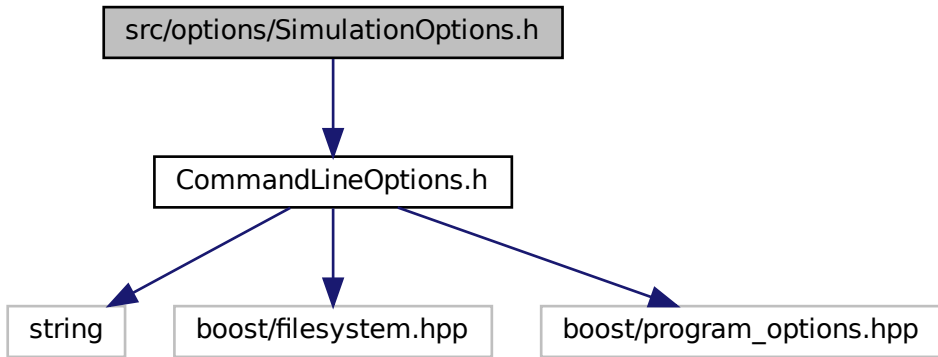 src/options/SimulationOptions.h
CommandLineOptions.h
string
boost/filesystem.hpp
boost/program_options.hpp